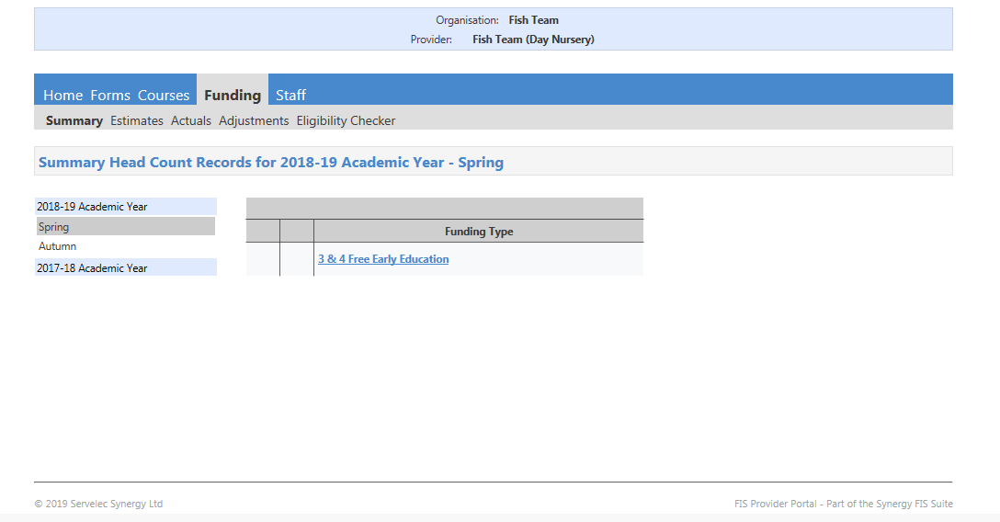 Organisation: Fish Team
Provider: Fish Team (Day Nursery)
Home Forms Courses Funding Staff
Summary Estimates Actuals Adjustments Eligibility Checker
Summary Head Count Records for 2018-19 Academic Year - Spring
2018-19 Academic Year
Spring
Autumn
2017-18 Academic Year
Funding Type
3 & 4 Free Early Education
© 2019 Servelec Synergy Ltd
FIS Provider Portal - Part of the Synergy FIS Suite